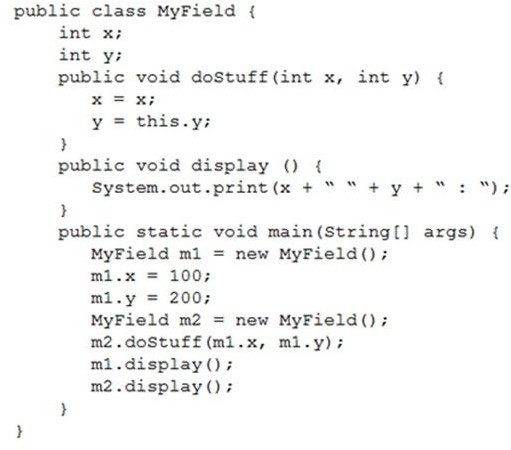 public class MyField {
int x;
int y;
public void doStuff(int x, int y) {
x = x;
y = this.y;
}
public void display () {
System.out.print(x + “ “ + y + “ : “);
}
public static void main(String[] args) {
MyField m1 = new MyField();
m1.x = 100;
m1.y = 200;
MyField m2 = new MyField();
m2.doStuff(m1.x, m1.y);
m1.display();
m2.display();
}
}